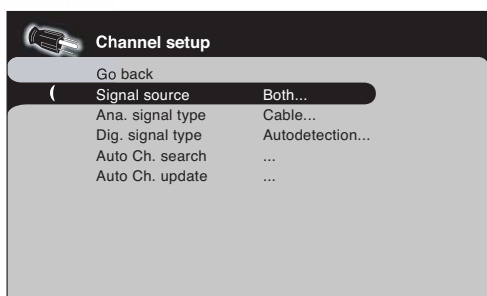 Channel setup
Go back
Signal source Both...
Ana. signal type Cable...
Dig. signal type Autodetection...
Auto Ch. search ...
Auto Ch. update ...